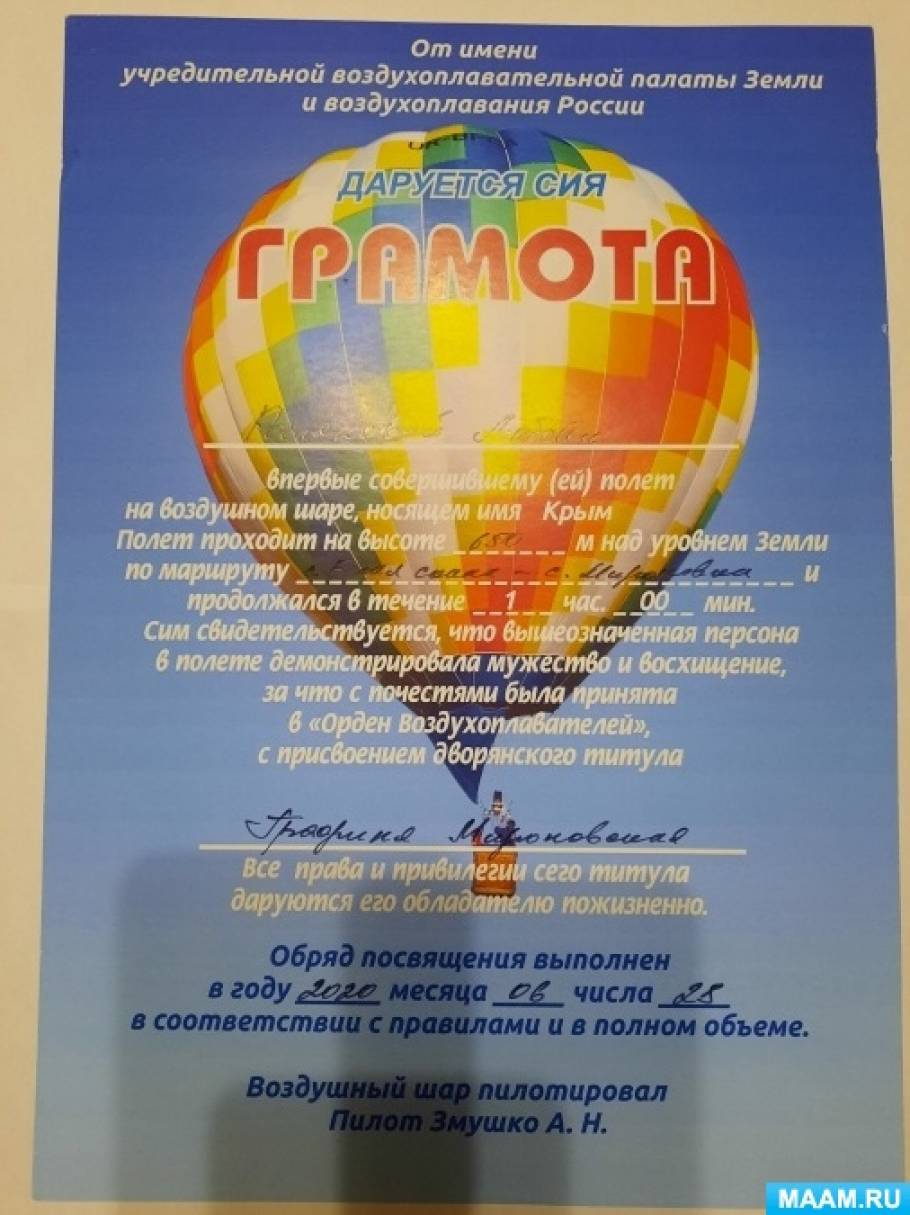 От имени
учредительной воздухоплавательной палаты Земли
и воздухоплавания России
UR-
ДАРУЕТСЯ СИЯ
ГРАМОТА
впервые совершившему (ей) полет
на воздушном шаре, носящем имя Крым
Полет проходит на высоте 650 м над уровнем Земли
по маршруту с. - с. Мироновка и
продолжался в течение 1 час. 00 мин.
Сим свидетельствуется, что вышеозначенная персона
в полете демонстрировала мужество и восхищение,
за что с почестями была принята
в «Орден Воздухоплавателей»,
с присвоением дворянского титула
Графиня Мироновская
Все права и привилегии сего титула
даруются его обладателю пожизненно.
Обряд посвящения выполнен
в году 2020 месяца 06 числа 28
в соответствии с правилами и в полном объеме.
Воздушный шар пилотировал
Пилот Змушко А. Н.
MAAM.RU